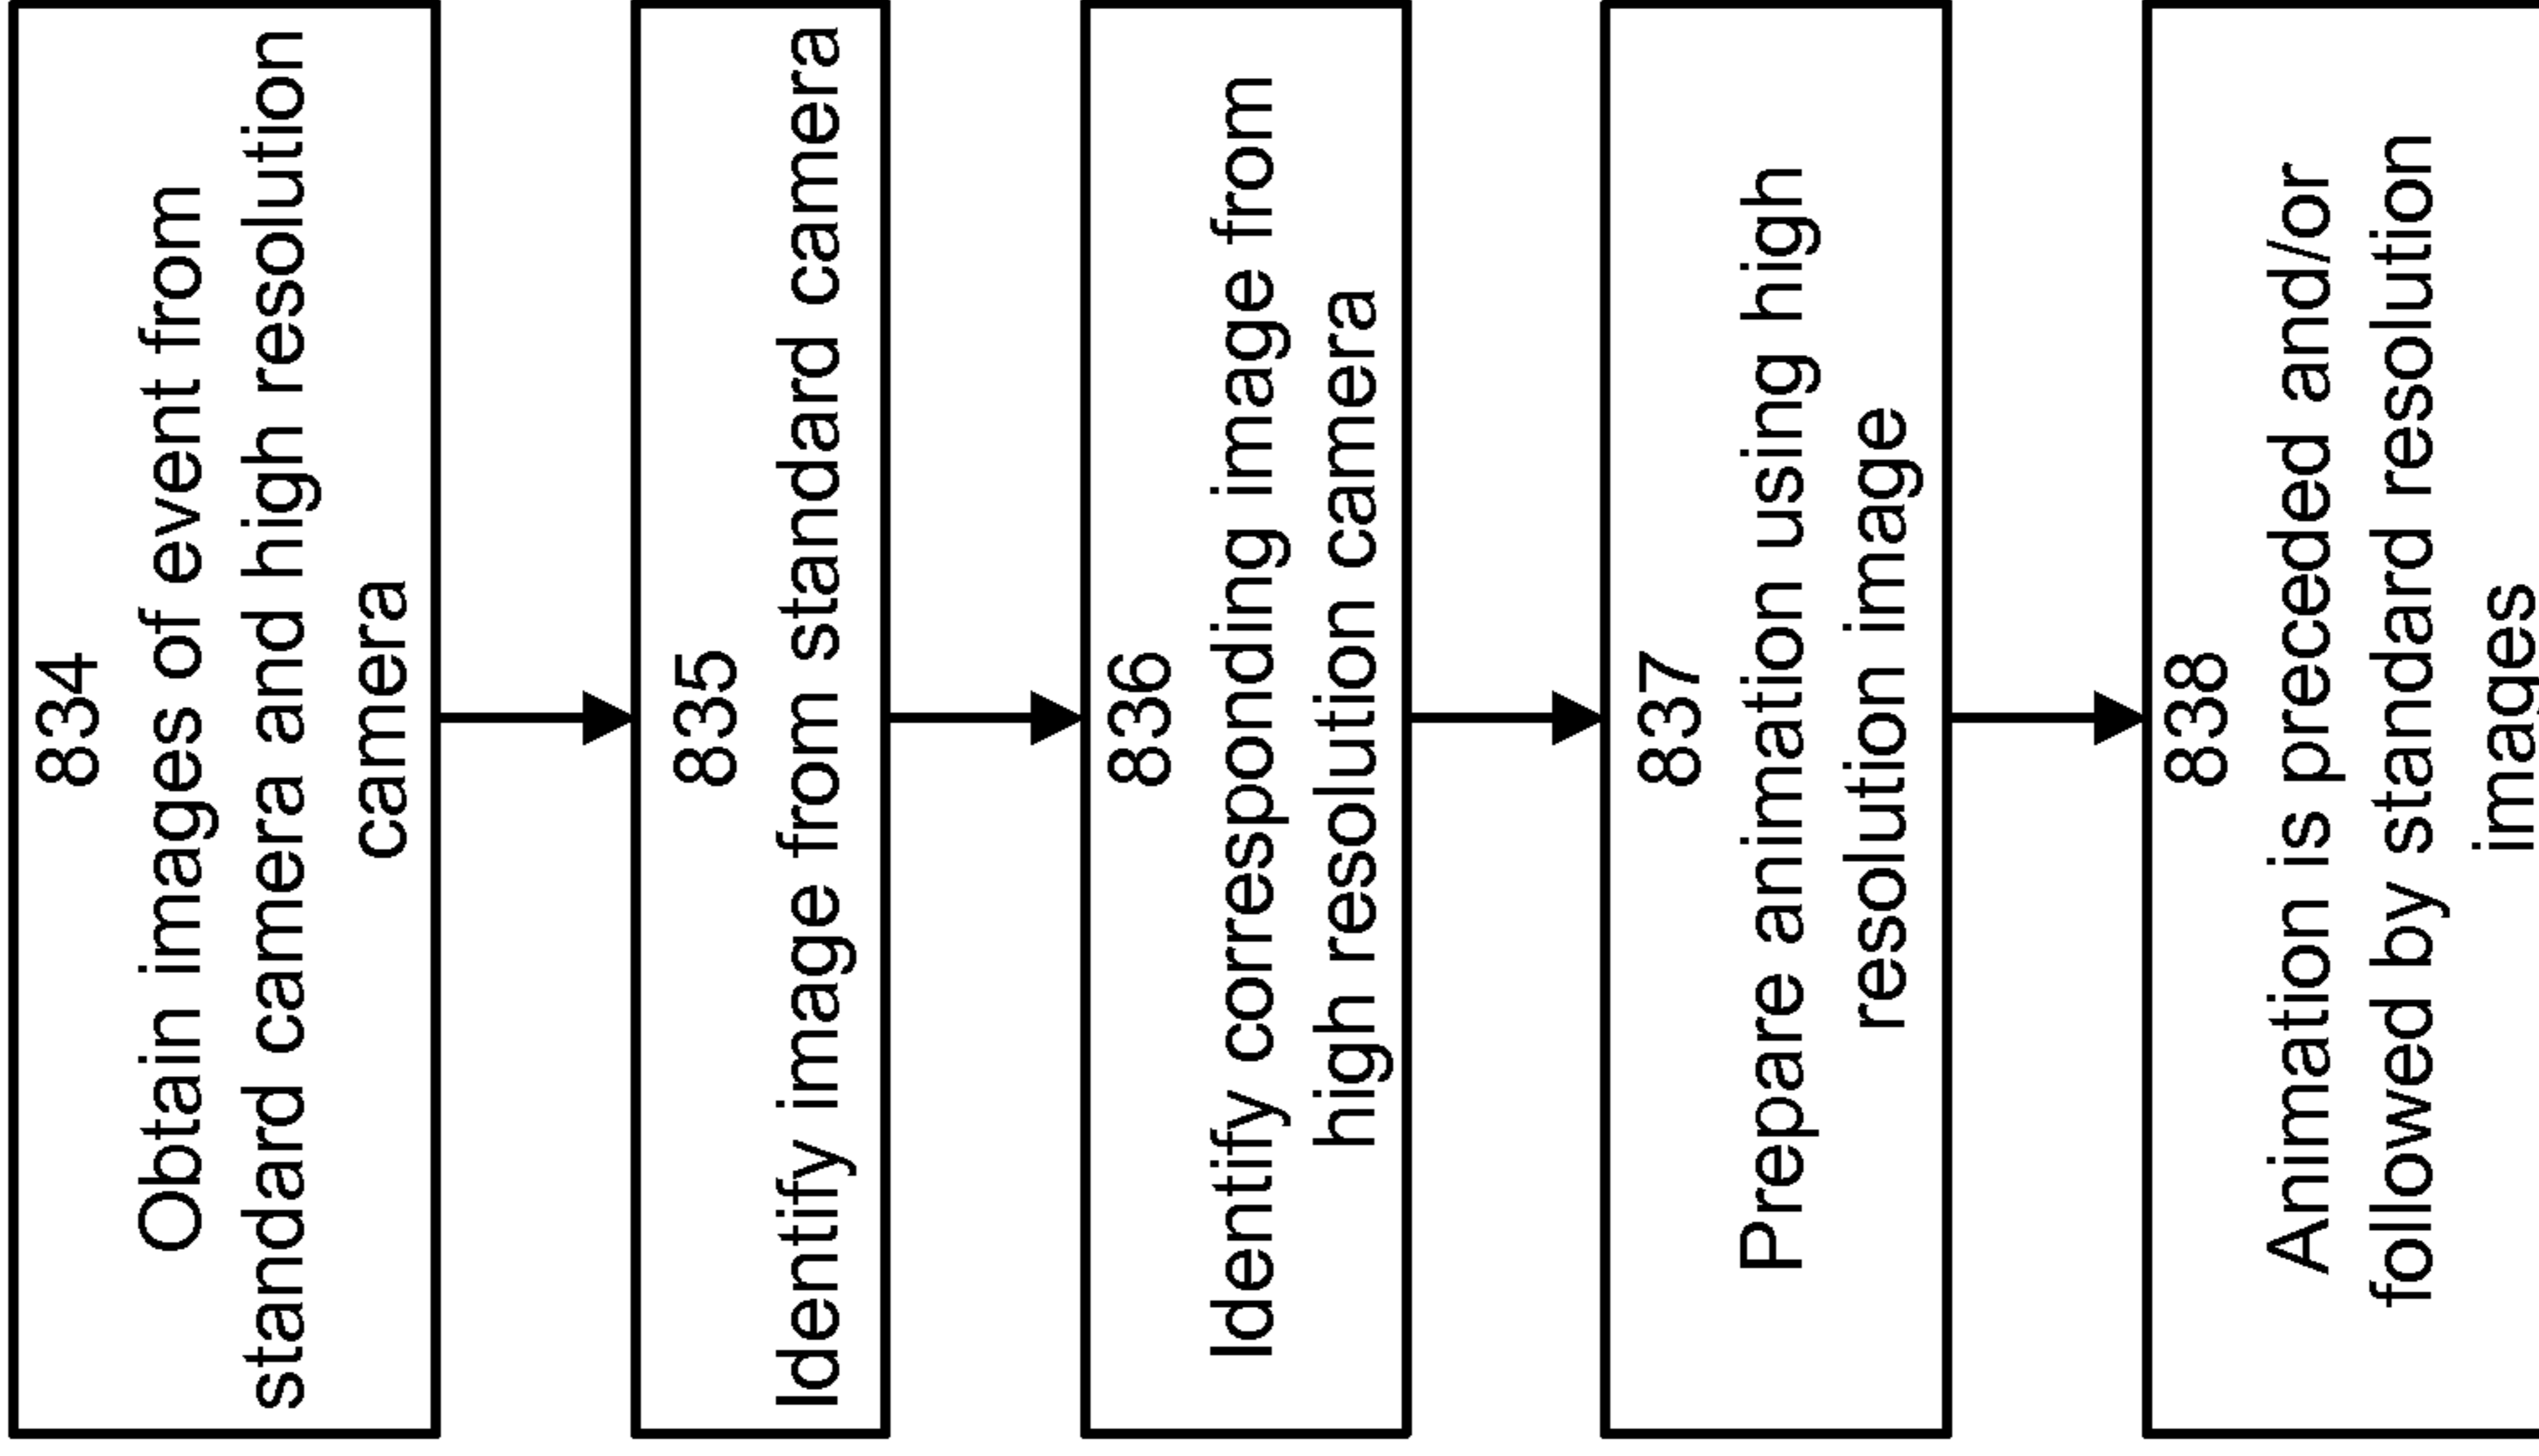 834
Obtain images of event from
standard camera and high resolution
camera
835
Identify image from standard camera
836
Identify corresponding image from
high resolution camera
837
Prepare animation using high
resolution image
838
Animation is preceded and/or
followed by standard resolution
images